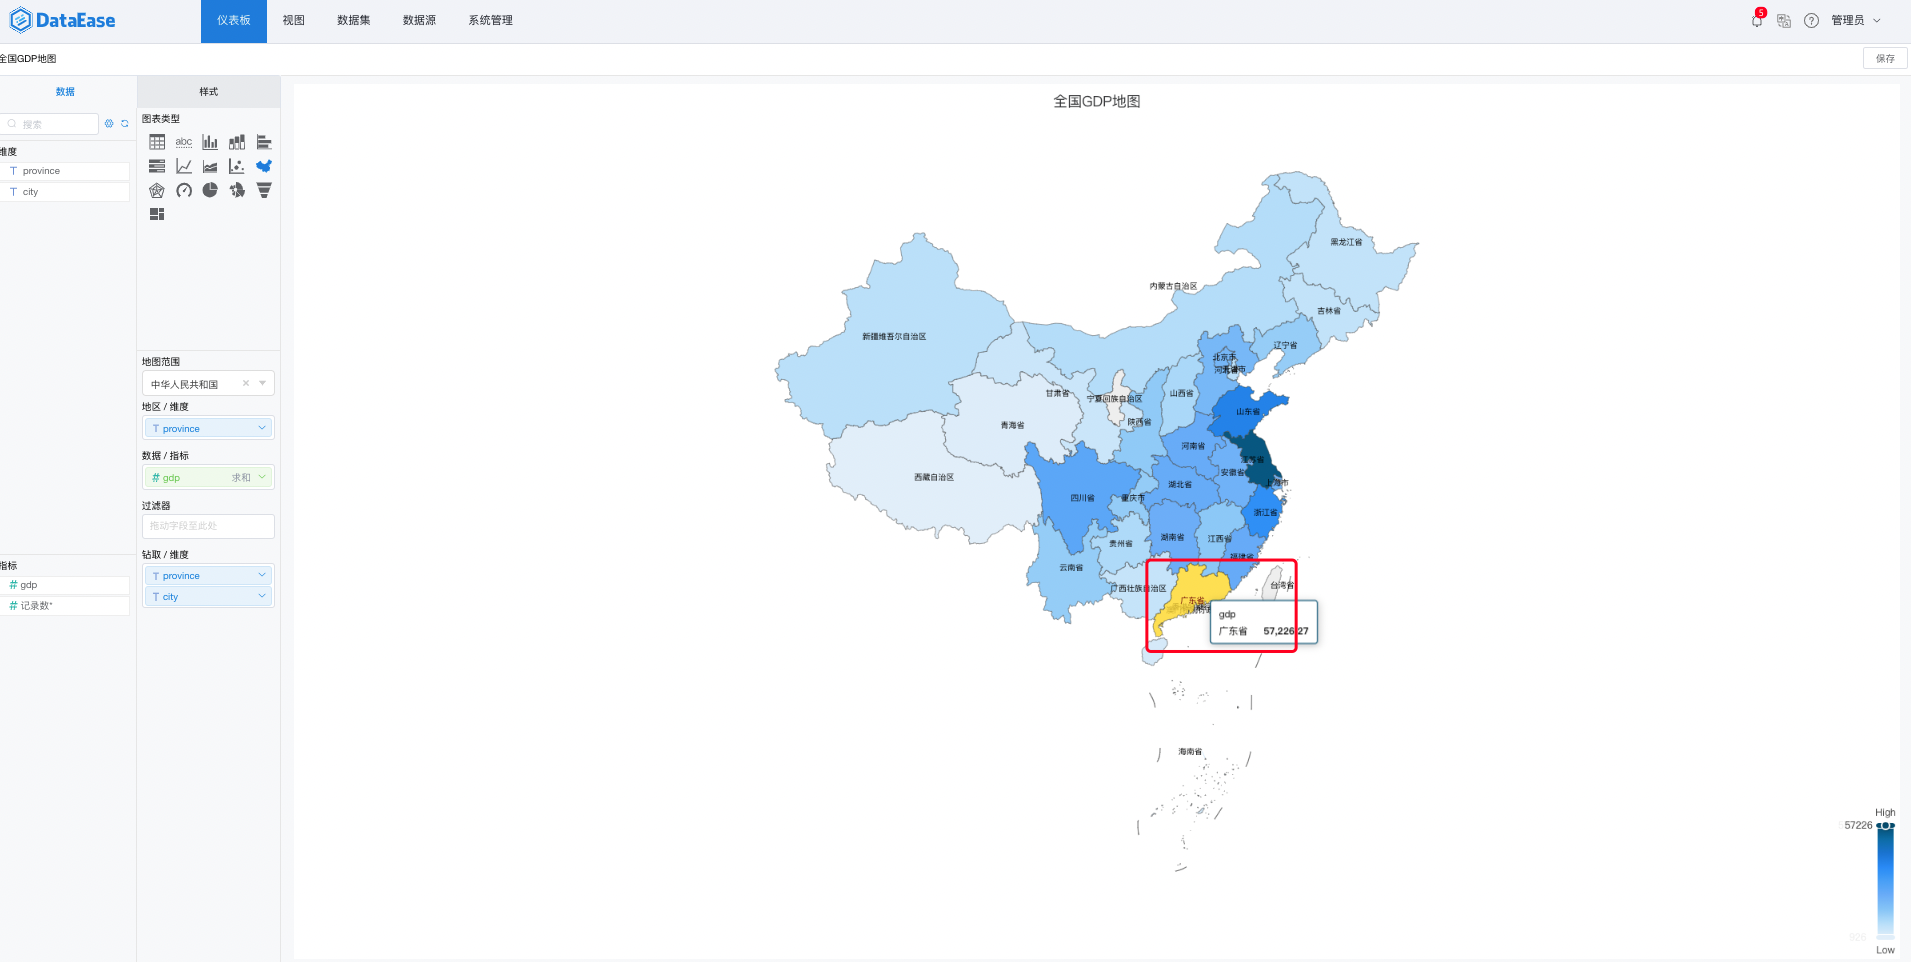 DataEase
仪表板
视图
数据集
数据源
系统管理
5
管理员
全国GDP地图
保存
数据
样式
搜索
图表类型
abc
维度
province
city
地图范围
中华人民共和国
地区 / 维度
province
数据 / 指标
gdp
求和
过滤器
拖动字段至此处
钻取 / 维度
province
city
指标
gdp
记录数*
全国GDP地图
黑龙江省
内蒙古自治区
吉林省
新疆维吾尔自治区
辽宁省
北京市
甘肃省
宁夏回族自治区
山西省
山东省
陕西省
青海省
河南省
江苏省
安徽省
西藏自治区
上海市
湖北省
四川省
重庆市
浙江省
湖南省
江西省
贵州省
福建省
云南省
台湾省
广西壮族自治区
广东省
gdp
广东省 57,226.27
海南省
High
57226
Low